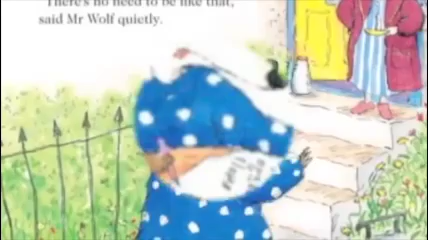 There's no need to be like that,
said Mr Wolf quietly.